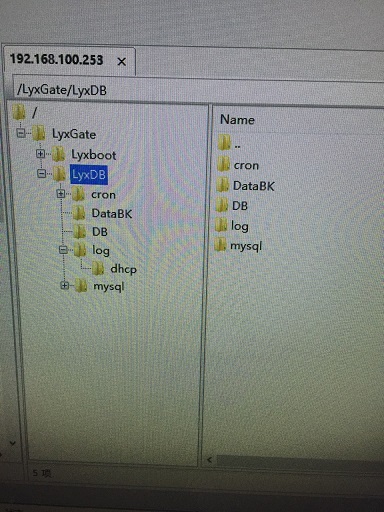 192.168.100.253 ×
/LyxGate/LyxDB
/
LyxGate
Lyxboot
LyxDB
cron
DataBK
DB
log
dhcp
mysql
Name
..
cron
DataBK
DB
log
mysql
5 项